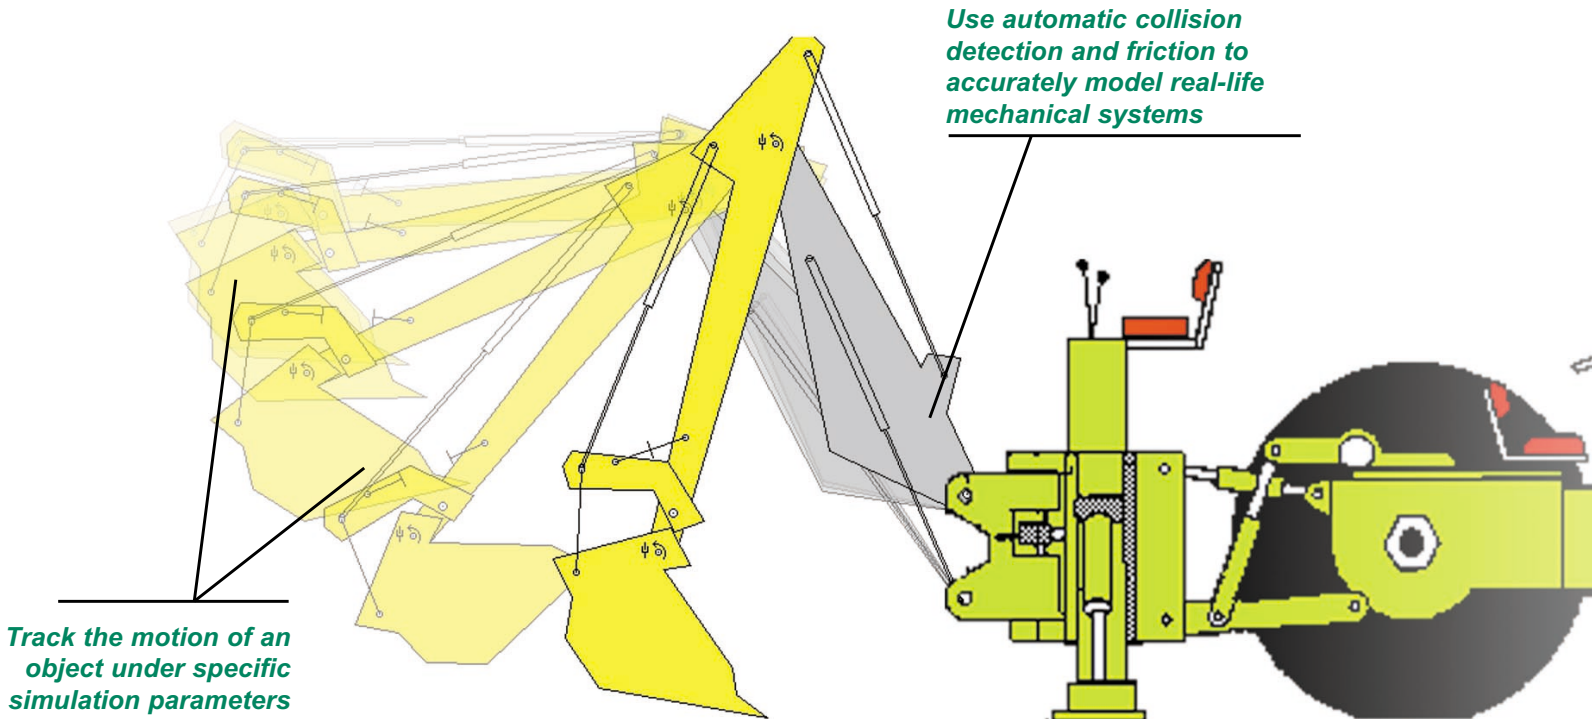 Use automatic collision
detection and friction to
accurately model real-life
mechanical systems
Track the motion of an
object under specific
simulation parameters